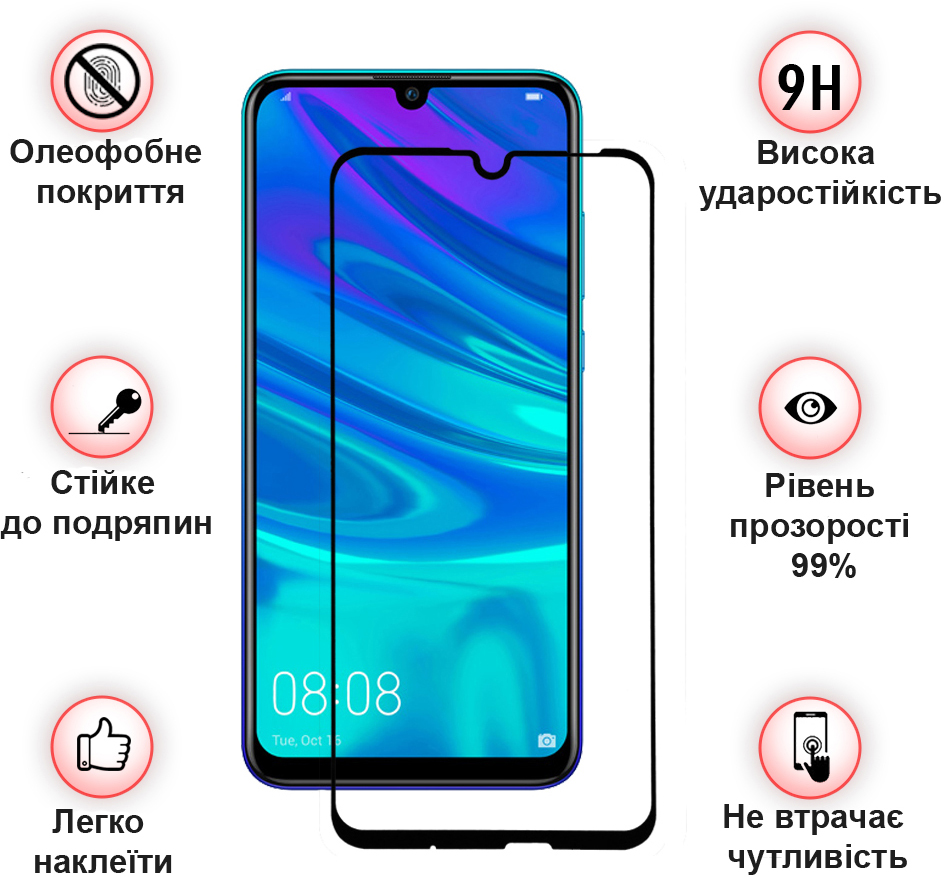 Олеофобне
покриття
9H
Висока
ударостійкість
Стійке
до подряпин
Рівень
прозорості
99%
08:08
Tue, Oct 16
Легко
наклеїти
Не втрачає
чутливість